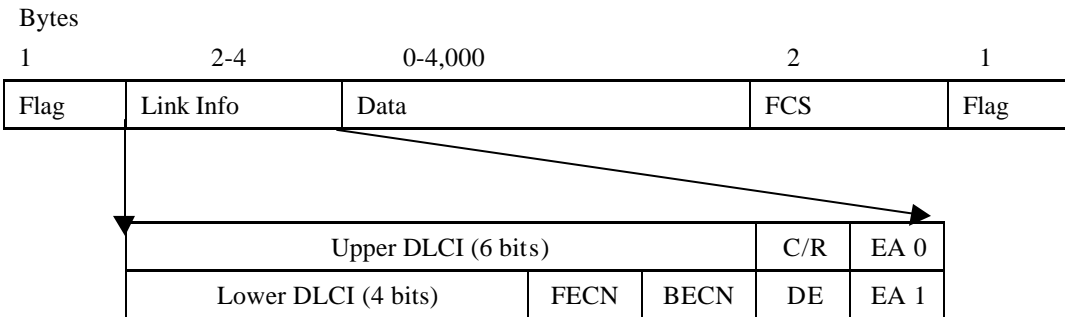 Bytes
1 2-4 0-4,000 2 1
Flag Link Info Data FCS Flag
Upper DLCI (6 bits) C/R EA 0
Lower DLCI (4 bits) FECN BECN DE EA 1